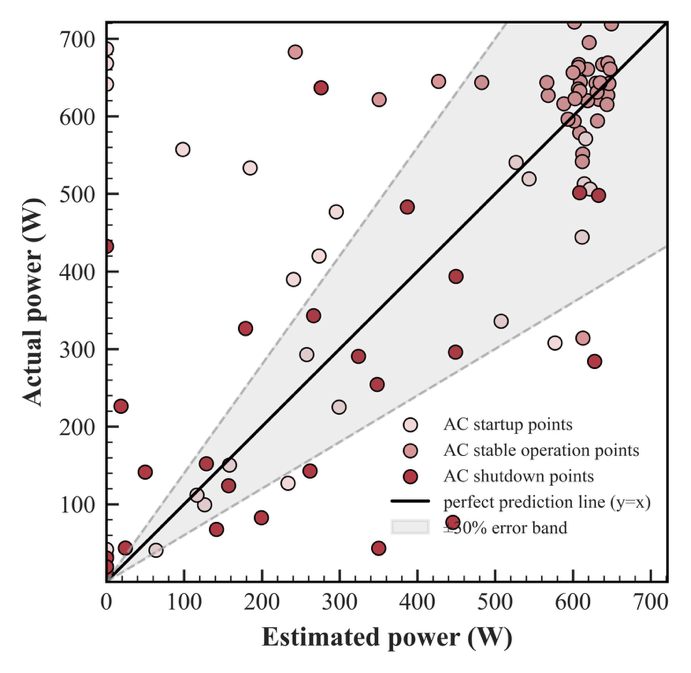 Actual power (W)
700
600
500
400
300
200
100
AC startup points
AC stable operation points
AC shutdown points
perfect prediction line (y=x)
error band
0 100 200 300 400 500 600 700
Estimated power (W)